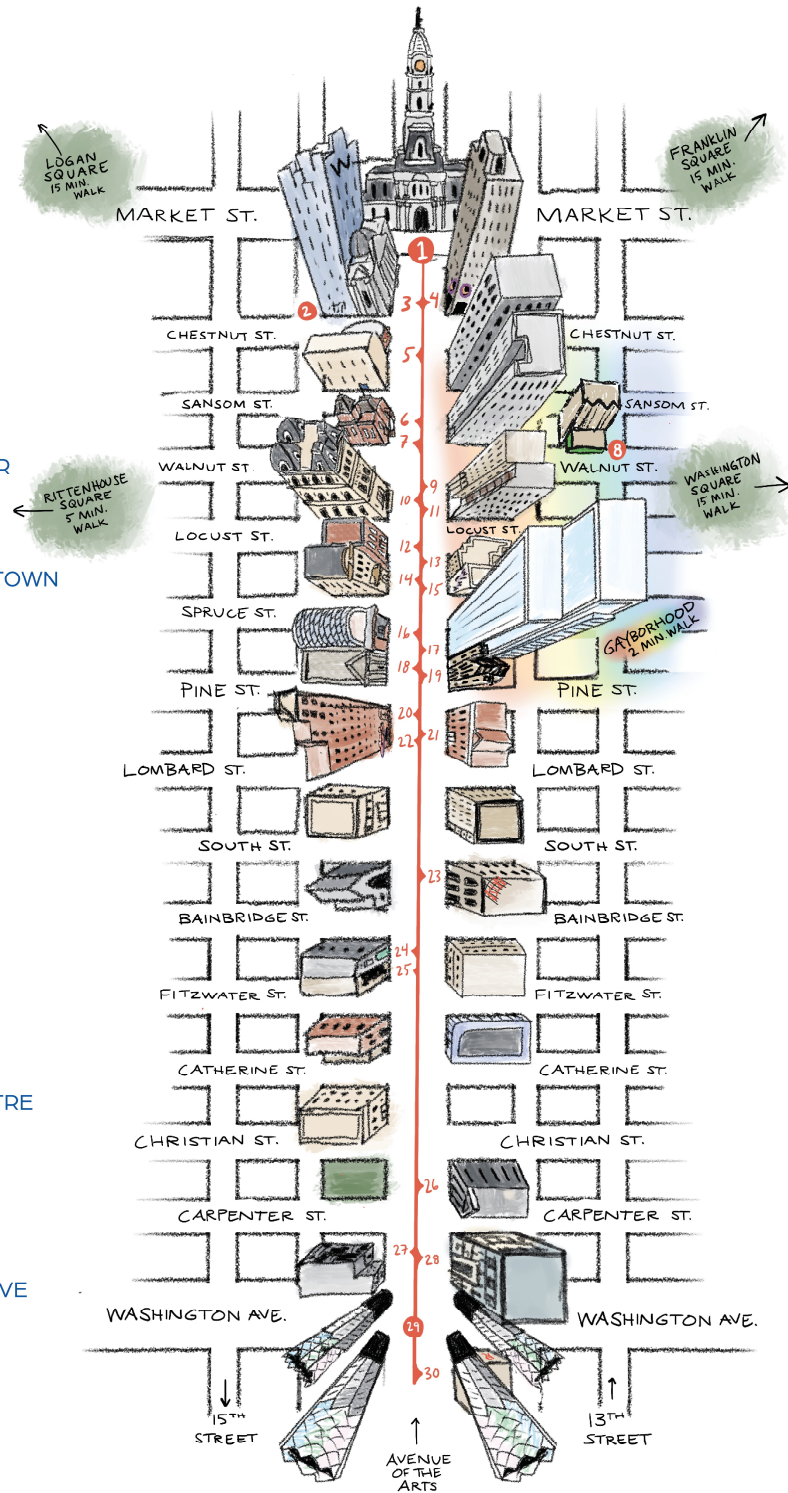 LOGAN
SQUARE
15 MIN.
WALK
FRANKLIN
SQUARE
15 MIN.
WALK
W
MARKET ST.
MARKET ST.
1
2
3
4
CHESTNUT ST.
CHESTNUT ST.
5
SANSOM ST.
SANSOM ST.
6
7
8
R
WALNUT ST.
WALNUT ST.
RITTENHOUSE
SQUARE
5 MIN.
WALK
WASHINGTON
SQUARE
15 MIN.
WALK
9
10
11
LOCUST ST.
LOCUST ST.
12
13
TOWN
14
15
SPRUCE ST.
16
GAYBORHOOD
2 MIN. WALK
17
18
19
PINE ST.
PINE ST.
20
21
22
LOMBARD ST.
LOMBARD ST.
SOUTH ST.
SOUTH ST.
23
BAINBRIDGE ST.
BAINBRIDGE ST.
24
25
FITZWATER ST.
FITZWATER ST.
CATHERINE ST.
CATHERINE ST.
TRE
CHRISTIAN ST.
CHRISTIAN ST.
26
CARPENTER ST.
CARPENTER ST.
27
28
VE
WASHINGTON AVE.
WASHINGTON AVE.
29
30
15TH
STREET
13TH
STREET
AVENUE
OF THE
ARTS